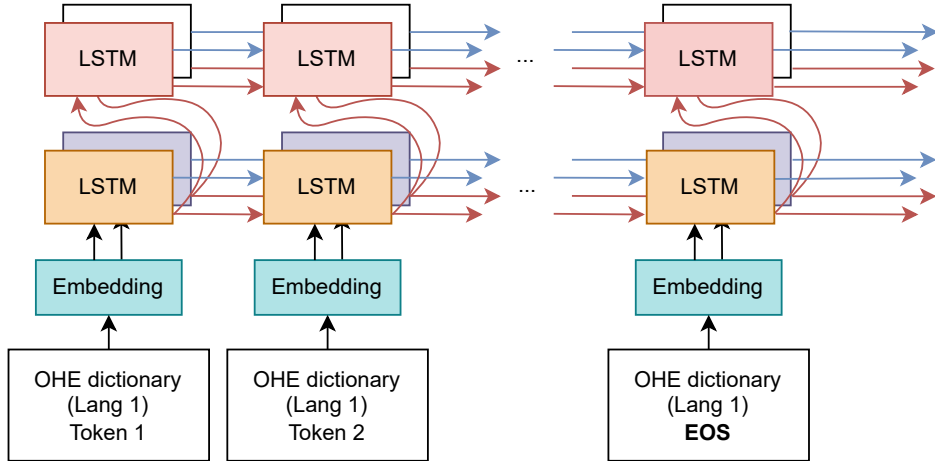 LSTM
LSTM
...
LSTM
LSTM
LSTM
...
LSTM
Embedding
Embedding
Embedding
OHE dictionary
(Lang 1)
Token 1
OHE dictionary
(Lang 1)
Token 2
OHE dictionary
(Lang 1)
EOS